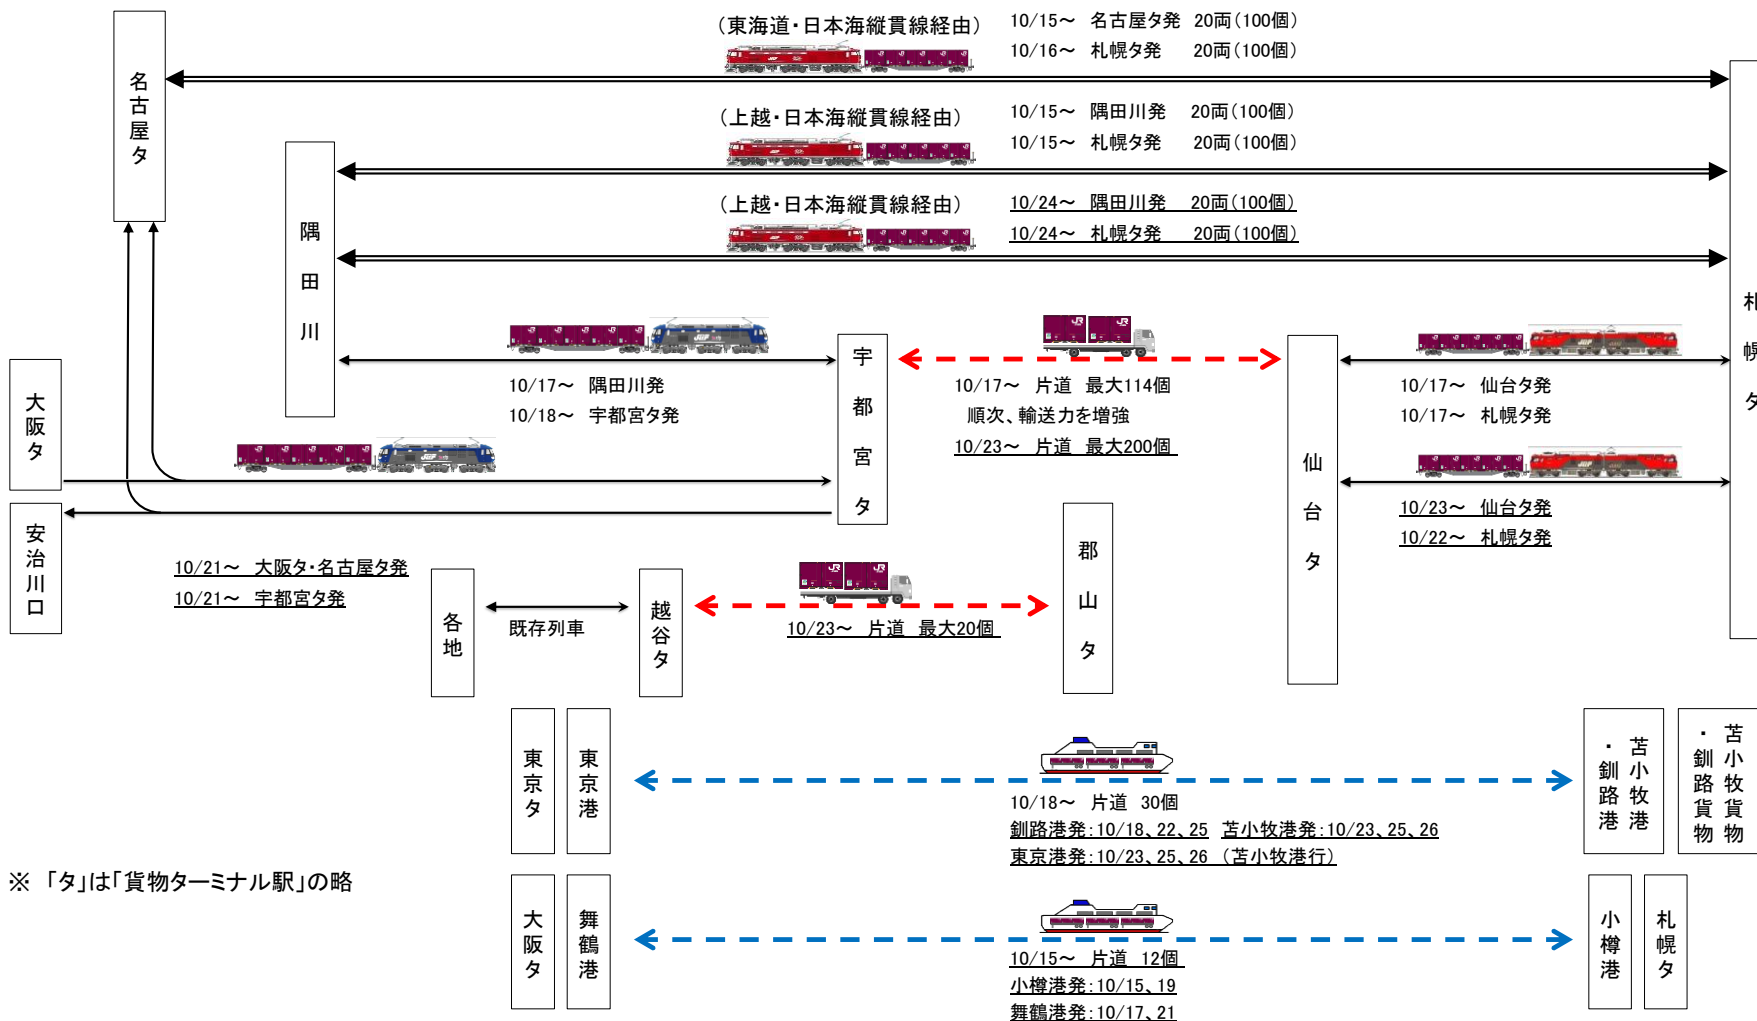 (東海道・日本海縦貫線経由)
10/15～ 名古屋タ発 20両(100個)
10/16～ 札幌タ発 20両(100個)
名古屋タ
(上越・日本海縦貫線経由)
10/15～ 隅田川発 20両(100個)
10/15～ 札幌タ発 20両(100個)
隅田川
(上越・日本海縦貫線経由)
10/24～ 隅田川発 20両(100個)
10/24～ 札幌タ発 20両(100個)
札幌タ
10/17～ 隅田川発
10/18～ 宇都宮タ発
宇都宮タ
10/17～ 片道 最大114個
順次、輸送力を増強
10/23～ 片道 最大200個
仙台タ
10/17～ 仙台タ発
10/17～ 札幌タ発
10/23～ 仙台タ発
10/22～ 札幌タ発
大阪タ
安治川口
10/21～ 大阪タ・名古屋タ発
10/21～ 宇都宮タ発
各地
既存列車
越谷タ
10/23～ 片道 最大20個
郡山タ
東京タ
東京港
10/18～ 片道 30個
釧路港発:10/18、22、25 苫小牧港発:10/23、25、26
東京港発:10/23、25、26 (苫小牧港行)
苫小牧港
・釧路港
苫小牧貨物
・釧路貨物
※ 「タ」は「貨物ターミナル駅」の略
大阪タ
舞鶴港
10/15～ 片道 12個
小樽港発:10/15、19
舞鶴港発:10/17、21
小樽港
札幌タ